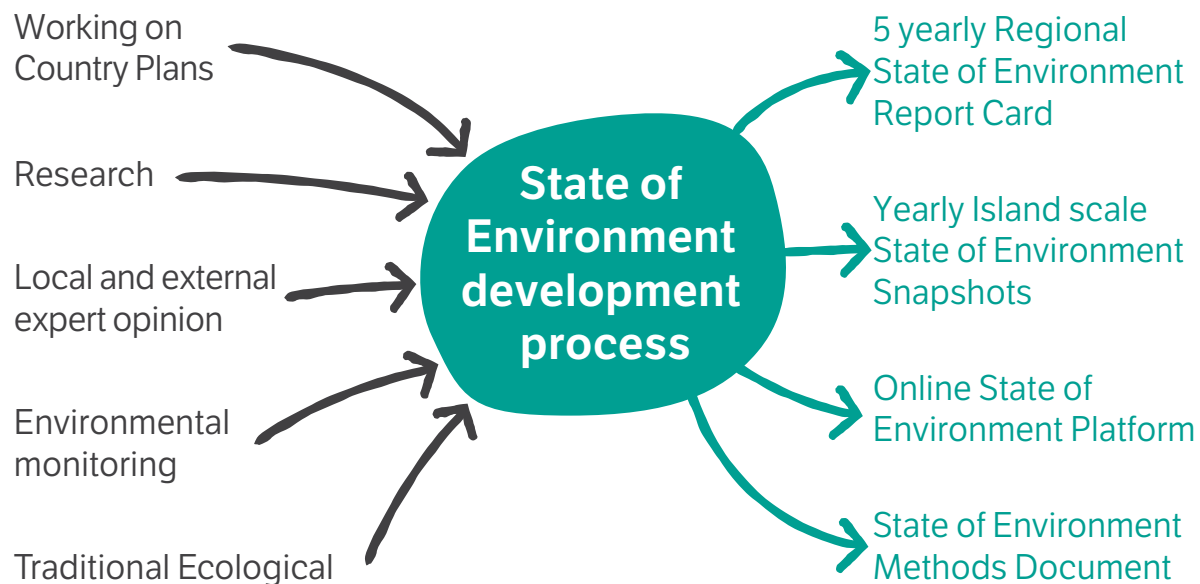 Working on
Country Plans
Research
Local and external
expert opinion
Environmental
monitoring
Traditional Ecological
State of
Environment
development
process
5 yearly Regional
State of Environment
Report Card
Yearly Island scale
State of Environment
Snapshots
Online State of
Environment Platform
State of Environment
Methods Document